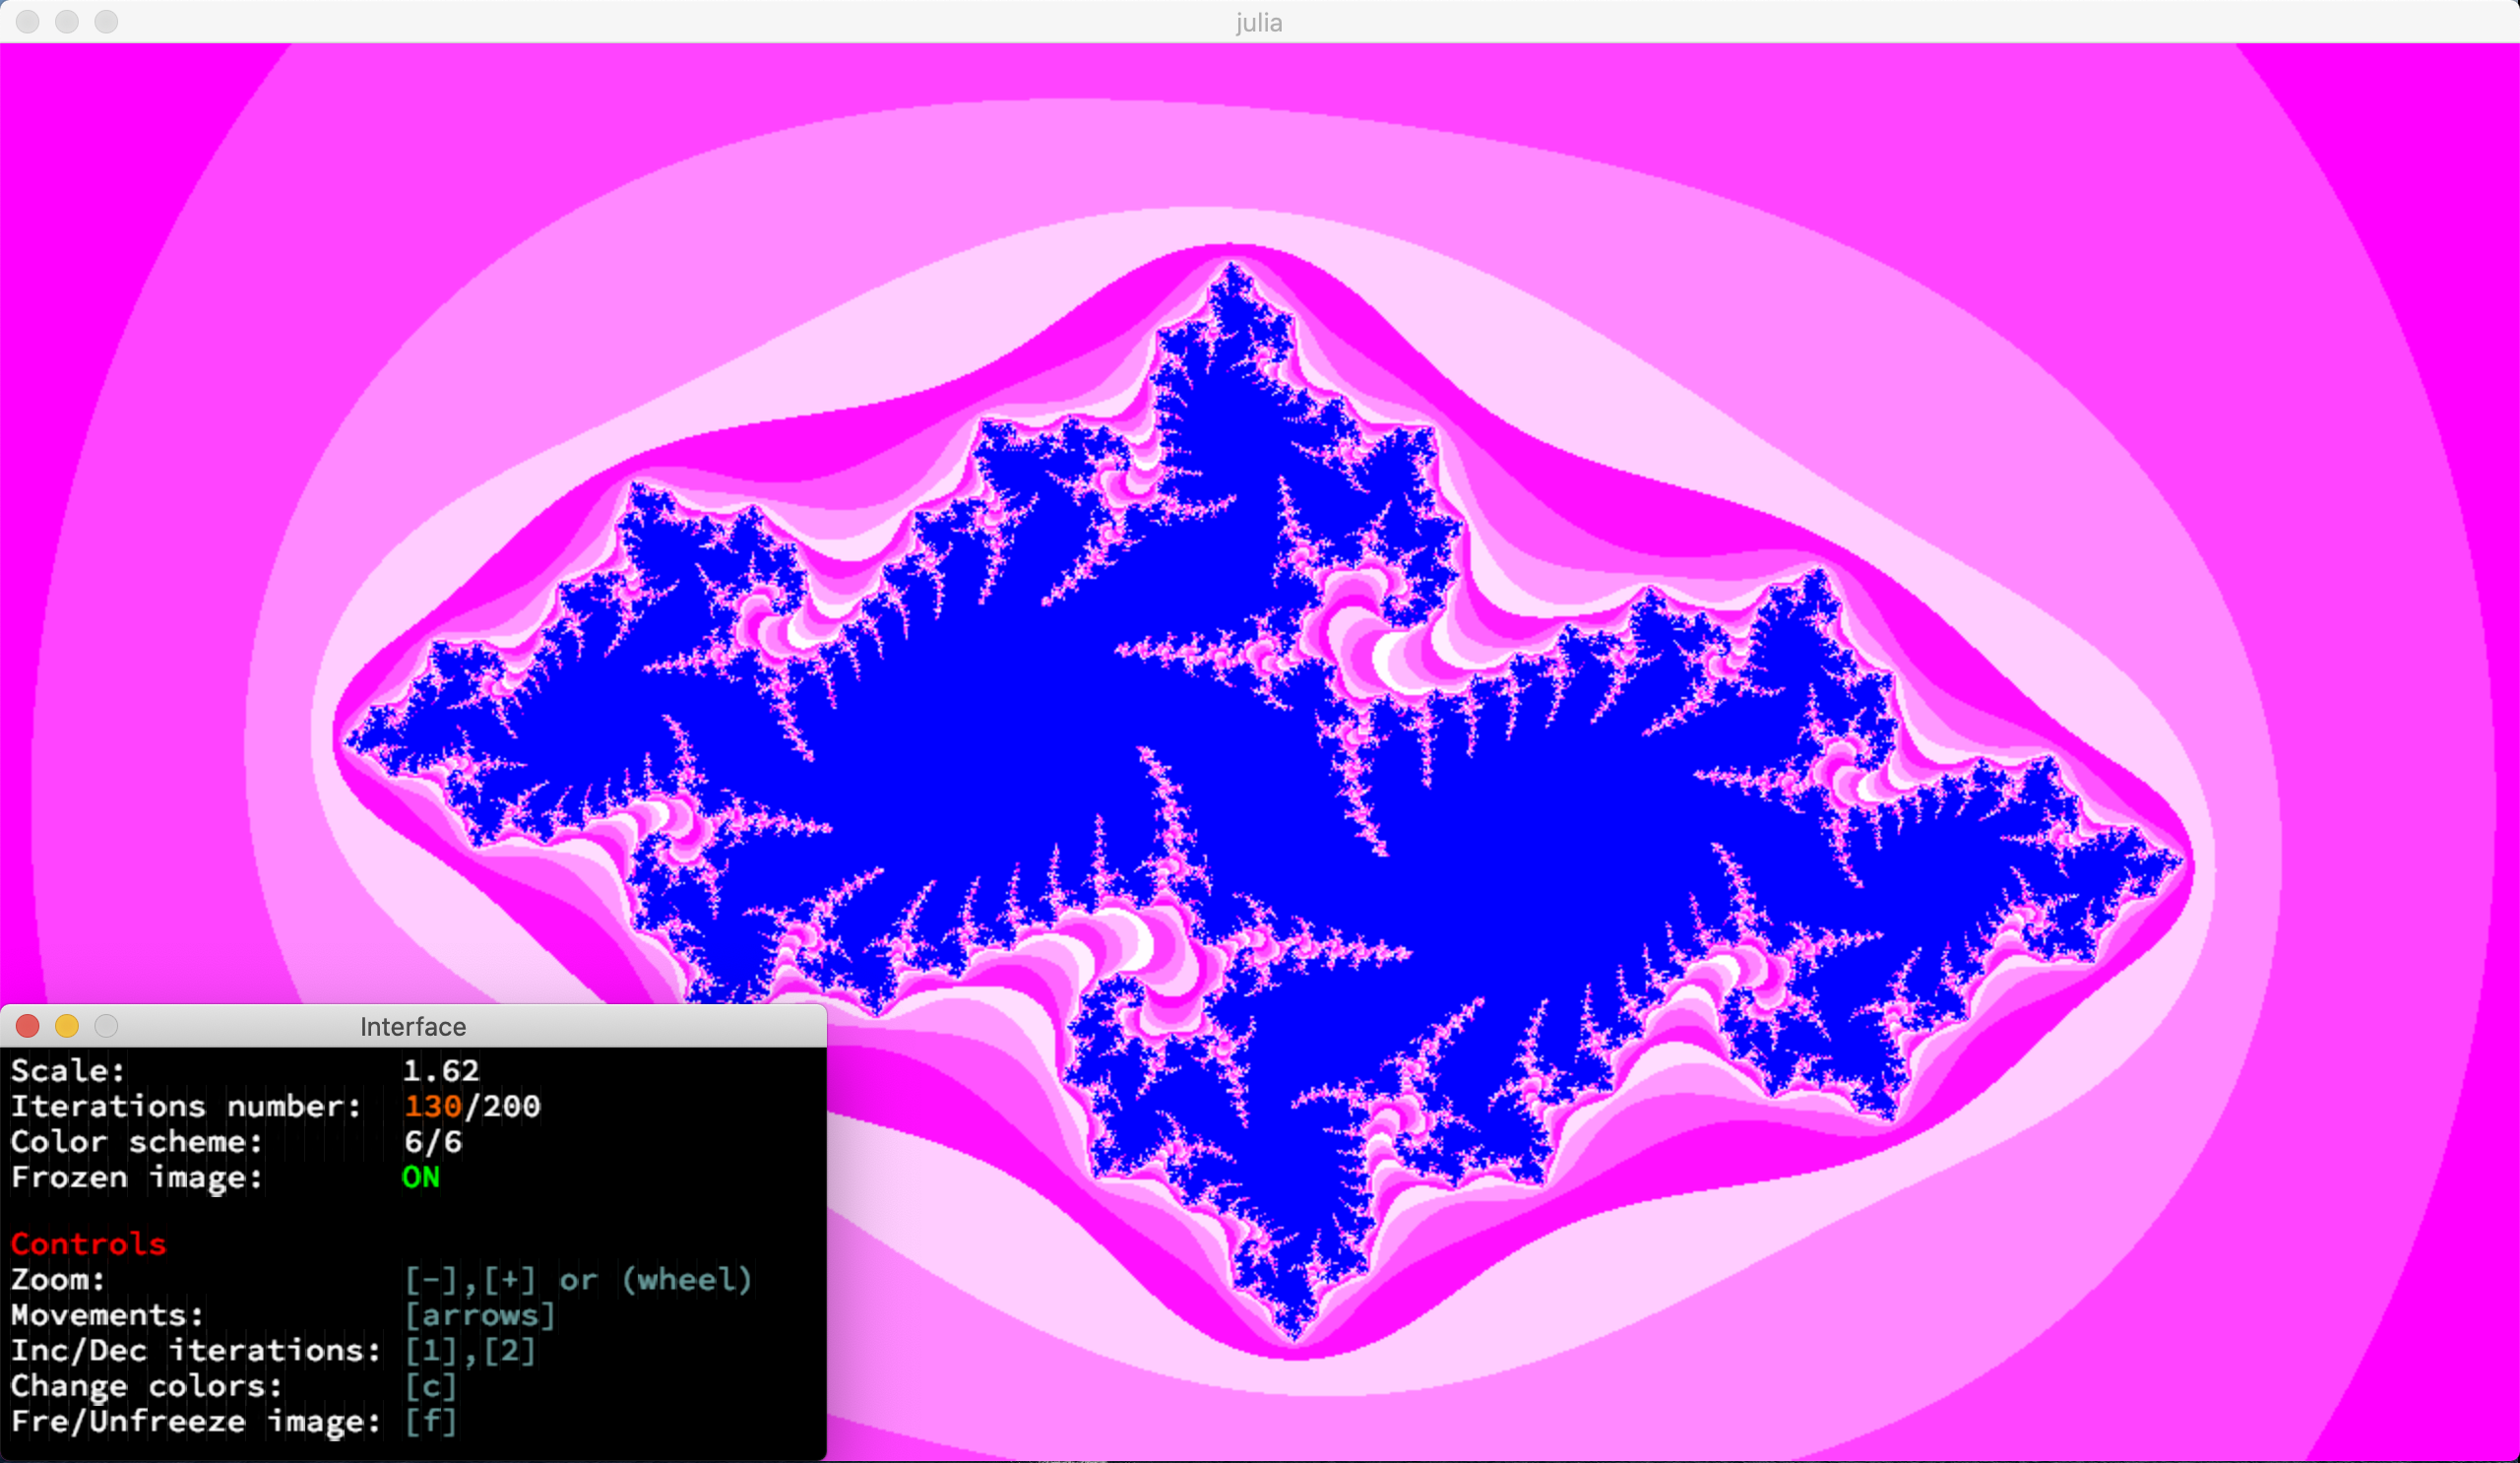 julia
Interface
Scale: 1.62
Iterations number: 130/200
Color scheme: 6/6
Frozen image: ON
Controls
Zoom: [-],[+] or (wheel)
Movements: [arrows]
Inc/Dec iterations: [1],[2]
Change colors: [c]
Fre/Unfreeze image: [f]